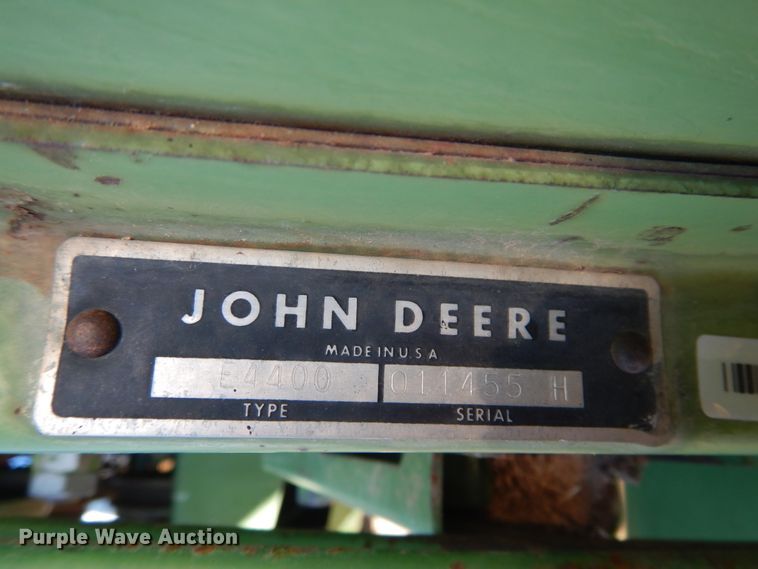 JOHN DEERE
MADE IN U.S.A
E4400 011455 H
TYPE SERIAL
Purple Wave Auction